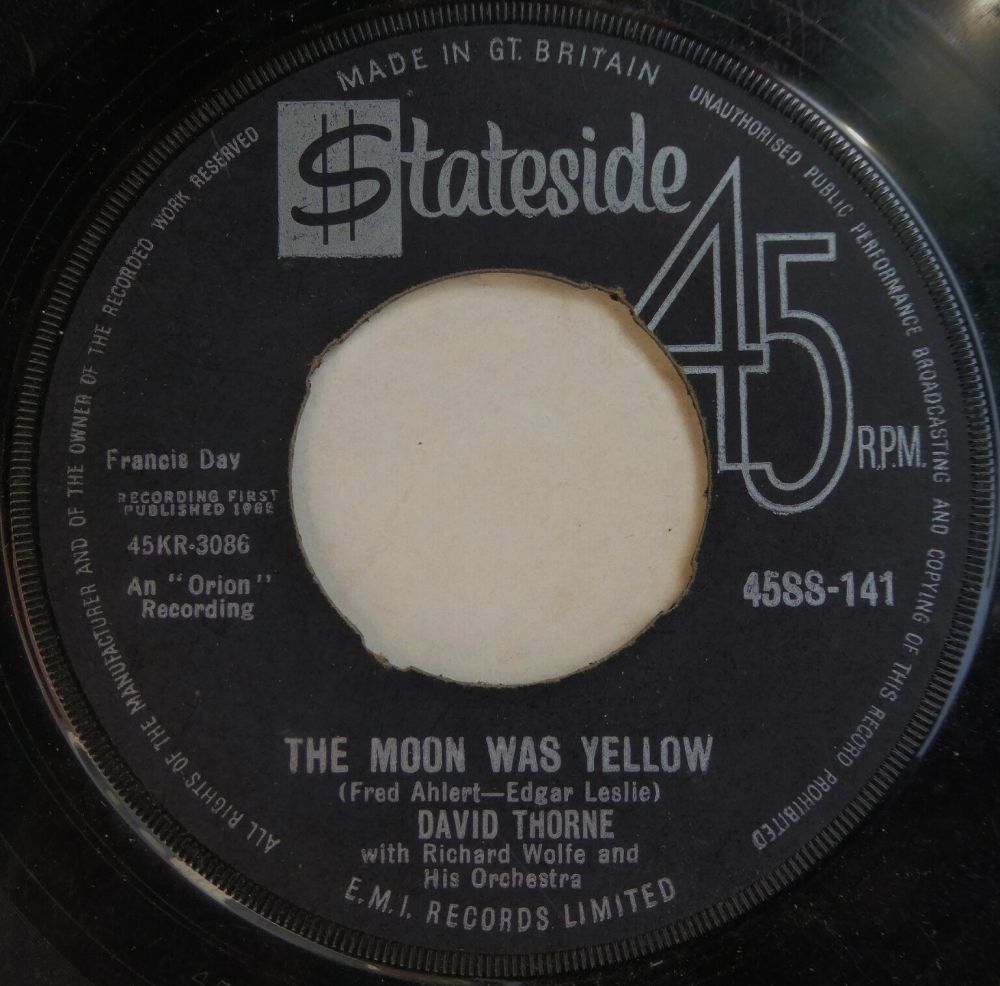 MADE IN GT. BRITAIN
UNAUTHORISED PUBLIC PERFORMANCE BROADCASTING AND COPYING OF THIS RECORD PROHIBITED
Stateside
45
R.P.M.
Francis Day
RECORDING FIRST
PUBLISHED
45KR-3086
An "Orion"
Recording
45SS-141
THE MOON WAS YELLOW
(Fred Ahlert—Edgar Leslie)
DAVID THORNE
with Richard Wolfe and
His Orchestra
E.M.I. RECORDS LIMITED
ALL RIGHTS OF THE MANUFACTURER AND OF THE OWNER OF THE RECORDED WORK RESERVED